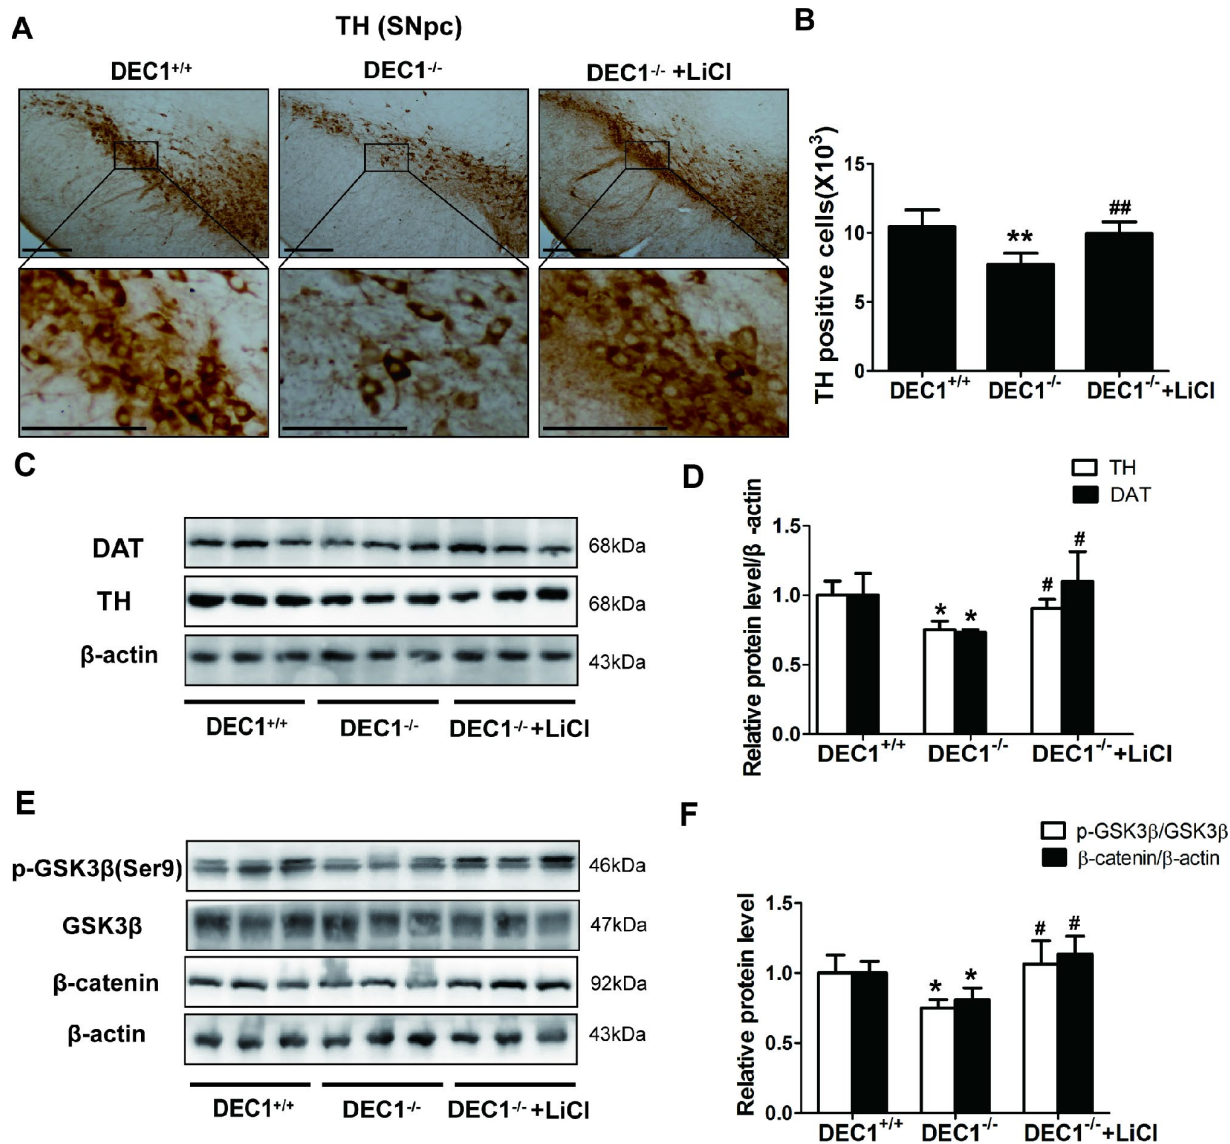 A
TH (SNpc)
DEC1+/+
DEC1-/-
DEC1-/- +LiCl
B
TH positive cells(X10³)
15
10
5
0
**
##
DEC1+/+
DEC1-/-
DEC1-/-+LiCl
C
DAT
68kDa
TH
68kDa
β-actin
43kDa
DEC1+/+
DEC1-/-
DEC1-/-+LiCl
D
TH
DAT
Relative protein level/β -actin
1.5
1.0
0.5
0.0
*
*
#
#
DEC1+/+
DEC1-/-
DEC1-/-+LiCl
E
p-GSK3β(Ser9)
46kDa
GSK3β
47kDa
β-catenin
92kDa
β-actin
43kDa
DEC1+/+
DEC1-/-
DEC1-/-+LiCl
F
p-GSK3β/GSK3β
β-catenin/β-actin
Relative protein level
1.5
1.0
0.5
0.0
*
*
#
#
DEC1+/+
DEC1-/-
DEC1-/-+LiCl